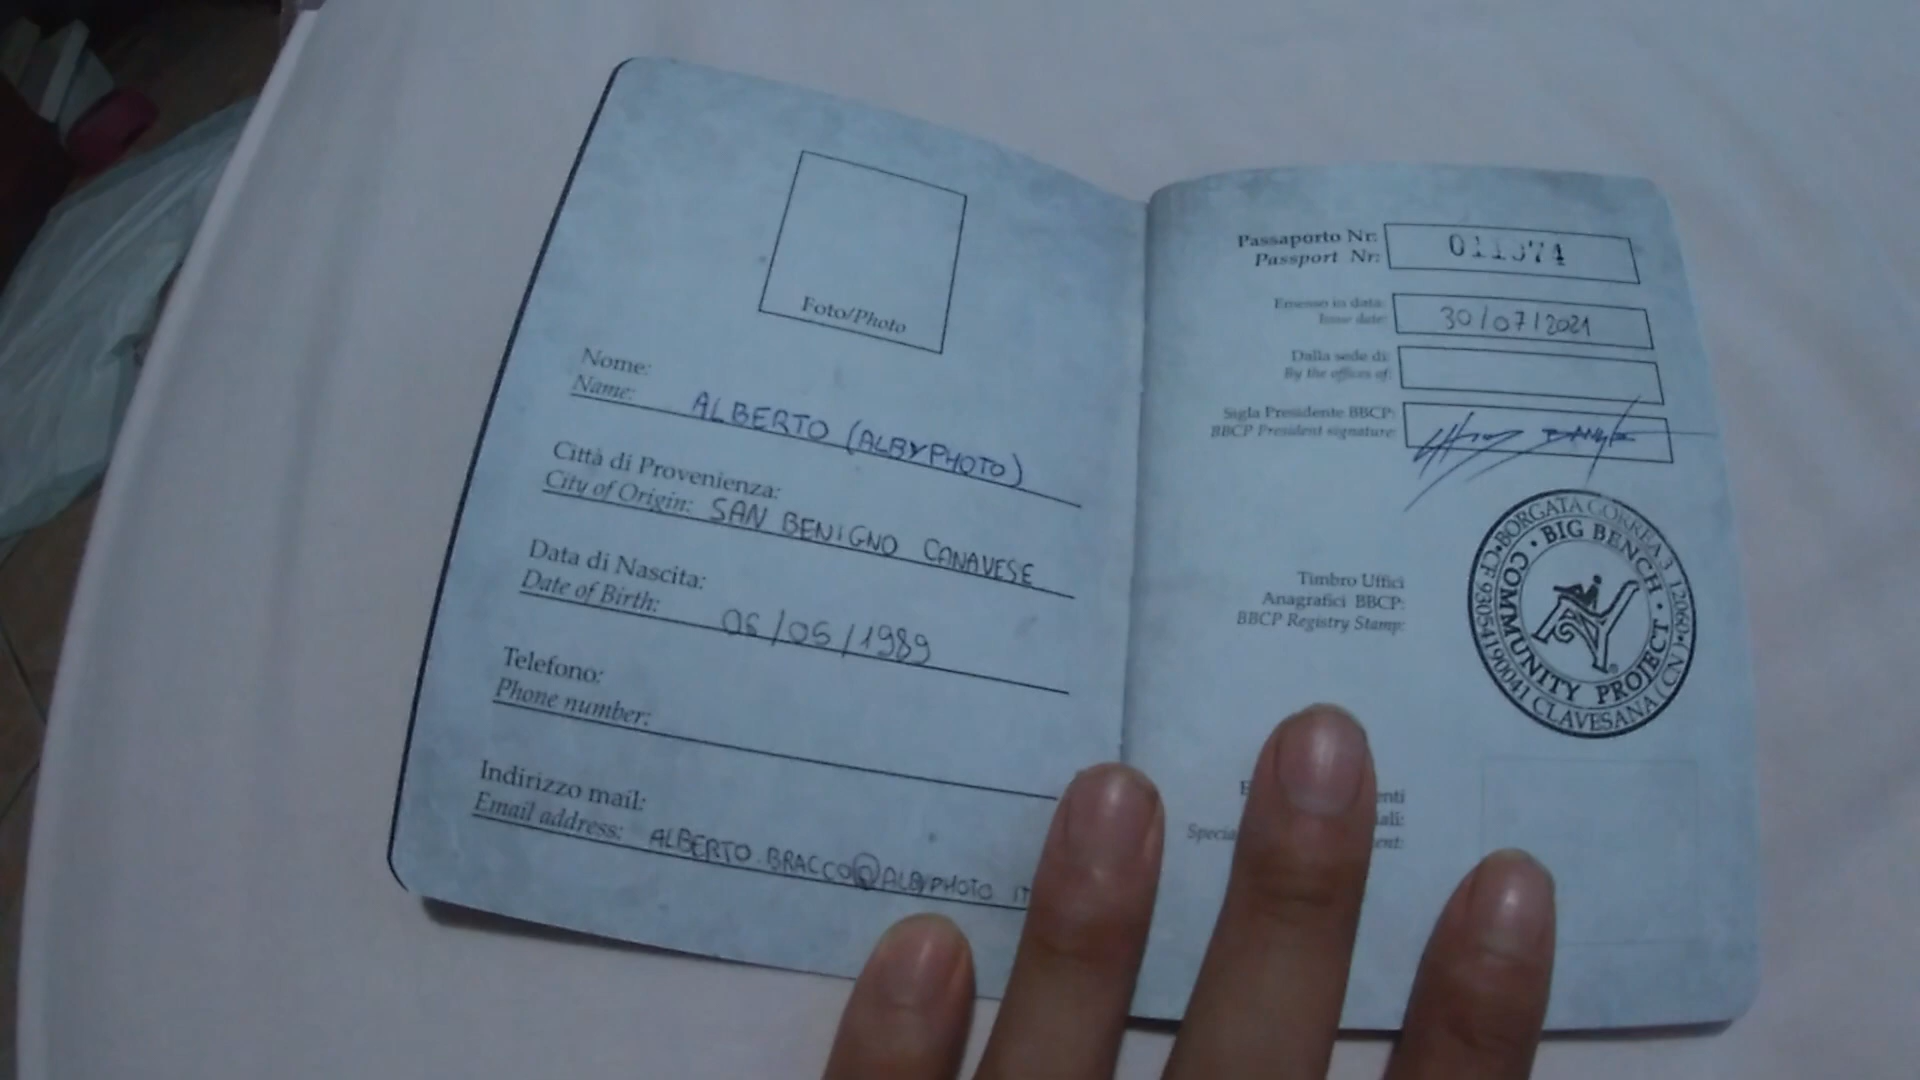 Foto/Photo
Nome:
Name: ALBERTO (ALBYPHOTO)
Città di Provenienza:
City of Origin: SAN BENIGNO CANAVESE
Data di Nascita:
Date of Birth: 06/06/1989
Telefono:
Phone number:
Indirizzo mail:
Email address: ALBERTO.BRACCO@ALBYPHOTO IT
Passaporto Nr:
Passport Nr:
Emesso in data:
Issue date: 30/07/2021
Dalla sede di:
By the offices of:
Sigla Presidente BBCP:
BBCP President signature:
Timbro Uffici
Anagrafici BBCP:
BBCP Registry Stamp:
BORGATA GORREA 3, 12060 • CLAVESANA (CN) • CF 93054190041
• BIG BENCH • COMMUNITY PROJECT